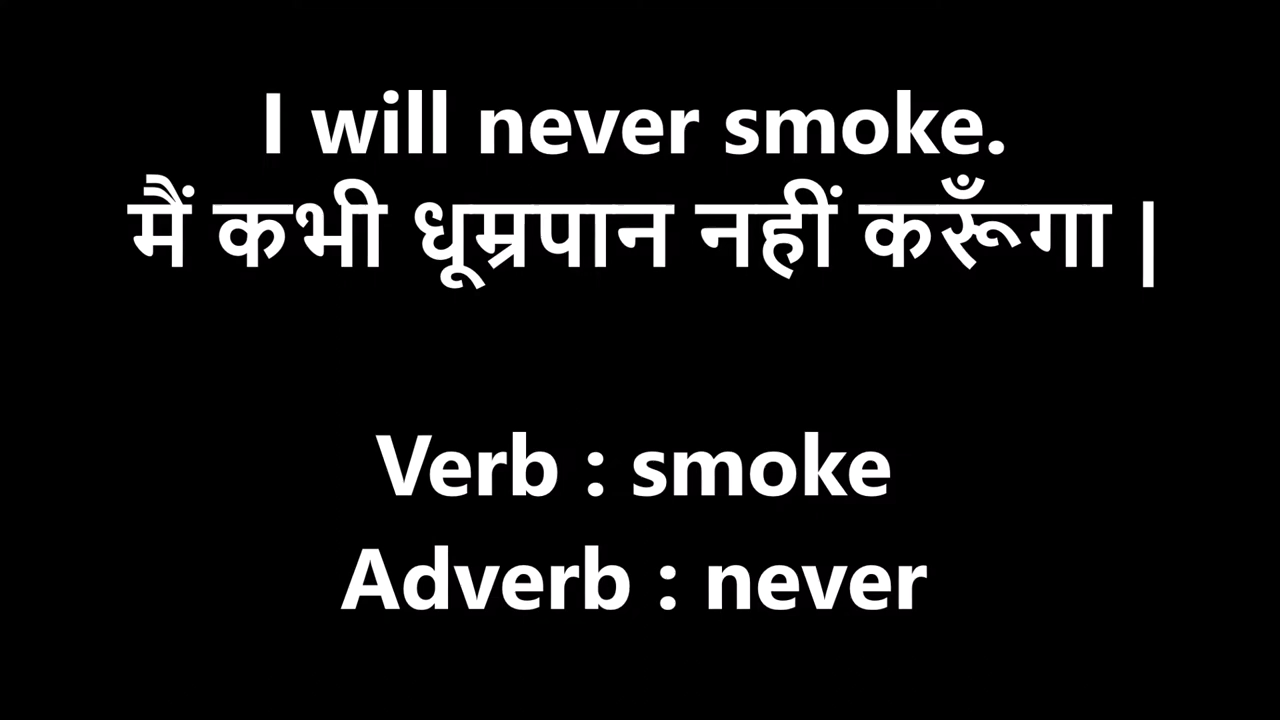 I will never smoke.
मैं कभी धूम्रपान नहीं करूँगा |
Verb : smoke
Adverb : never